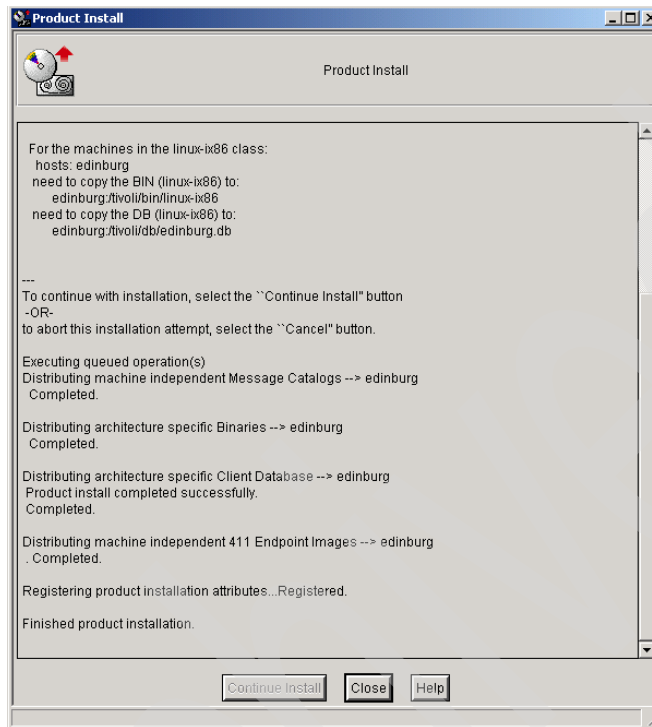 Product Install
Product Install
For the machines in the linux-ix86 class:
hosts: edinburg
need to copy the BIN (linux-ix86) to:
edinburg:/tivoli/bin/linux-ix86
need to copy the DB (linux-ix86) to:
edinburg:/tivoli/db/edinburg.db
---
To continue with installation, select the ``Continue Install'' button
-OR-
to abort this installation attempt, select the ``Cancel'' button.
Executing queued operation(s)
Distributing machine independent Message Catalogs --> edinburg
Completed.
Distributing architecture specific Binaries --> edinburg
Completed.
Distributing architecture specific Client Database --> edinburg
Product install completed successfully.
Completed.
Distributing machine independent 411 Endpoint Images --> edinburg
. Completed.
Registering product installation attributes...Registered.
Finished product installation.
Continue Install Close Help